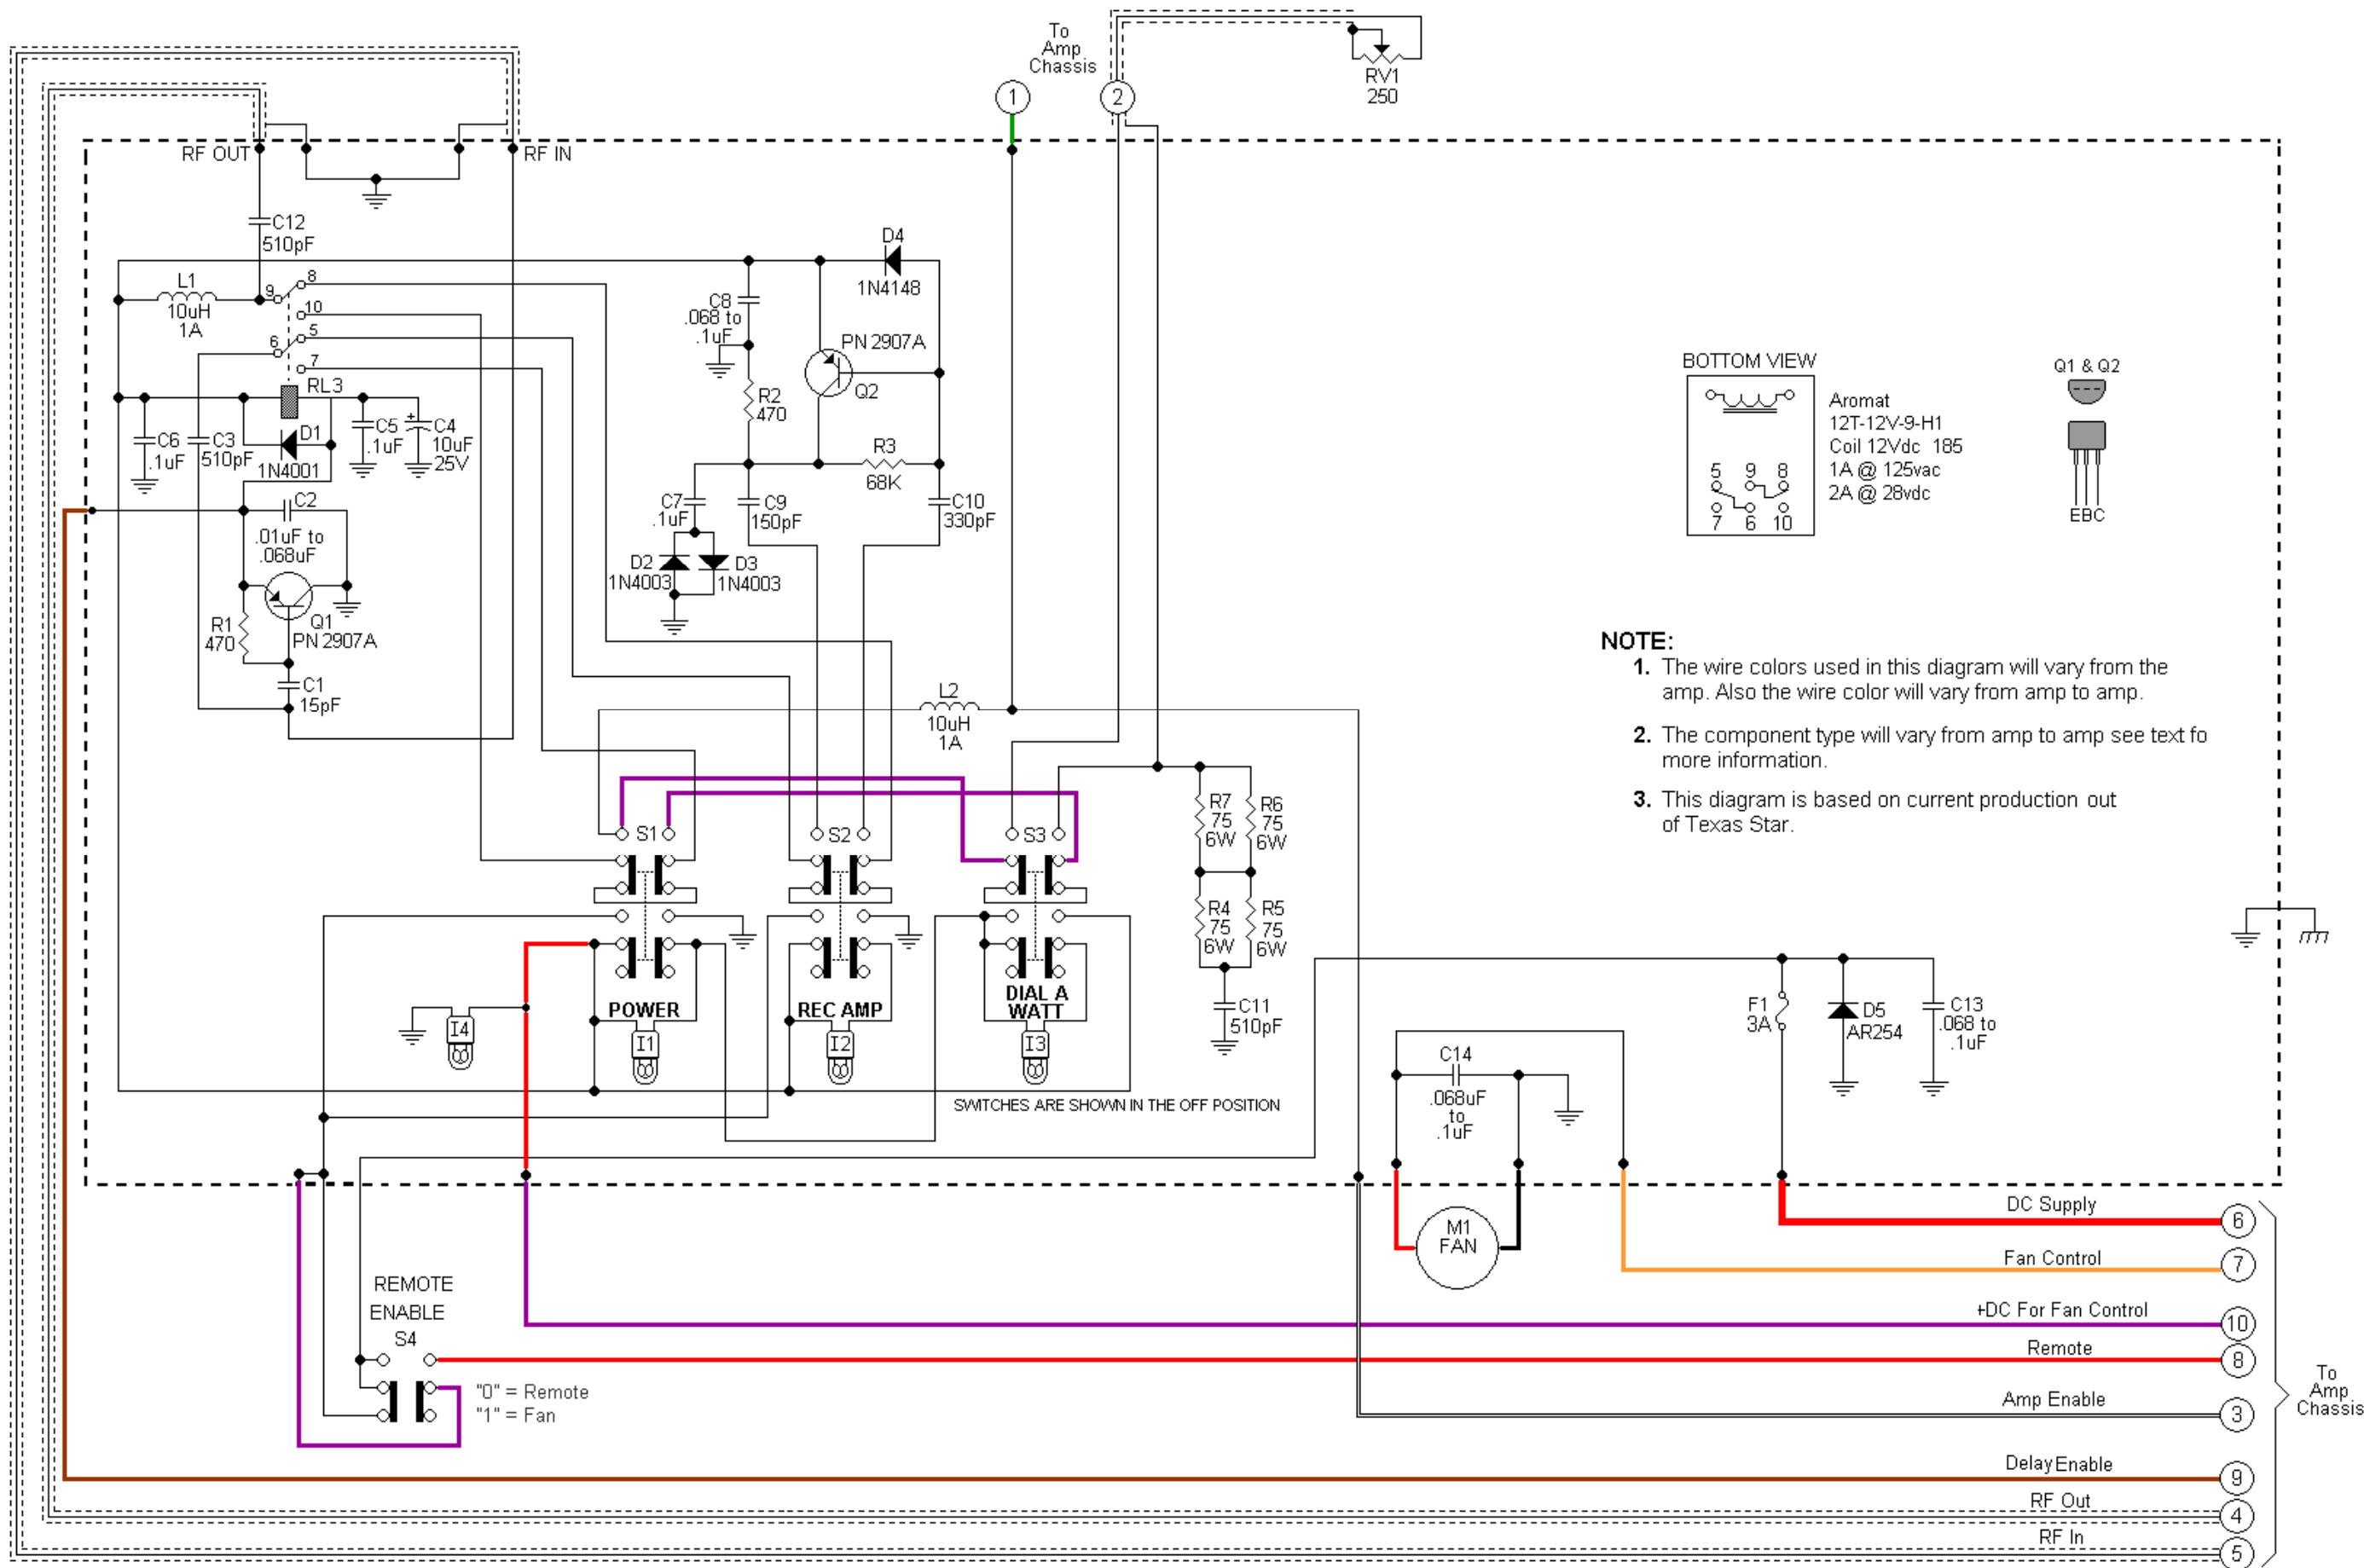 To
Amp
Chassis
1
2
RV1
250
RF OUT
RF IN
C12
510pF
L1
10uH
1A
9
8
10
5
6
7
RL3
C6
.1uF
C3
510pF
D1
1N4001
C5
.1uF
+
C4
10uF
25V
C2
.01uF to
.068uF
R1
470
Q1
PN2907A
C1
15pF
D4
1N4148
C8
.068 to
.1uF
PN2907A
Q2
R2
470
R3
68K
C7
.1uF
C9
150pF
C10
330pF
D2
1N4003
D3
1N4003
L2
10uH
1A
BOTTOM VIEW
5 9 8
7 6 10
Aromat
12T-12V-9-H1
Coil 12Vdc 185
1A @ 125vac
2A @ 28vdc
Q1 & Q2
EBC
NOTE:
1. The wire colors used in this diagram will vary from the
amp. Also the wire color will vary from amp to amp.
2. The component type will vary from amp to amp see text fo
more information.
3. This diagram is based on current production out
of Texas Star.
S1
S2
S3
R7
75
6W
R6
75
6W
R4
75
6W
R5
75
6W
C11
510pF
POWER
REC AMP
DIAL A
WATT
I4
I1
I2
I3
SWITCHES ARE SHOWN IN THE OFF POSITION
F1
3A
D5
AR254
C13
.068 to
.1uF
C14
.068uF
to
.1uF
M1
FAN
REMOTE
ENABLE
S4
"0" = Remote
"1" = Fan
DC Supply
6
Fan Control
7
+DC For Fan Control
10
Remote
8
Amp Enable
3
Delay Enable
9
RF Out
4
RF In
5
To
Amp
Chassis